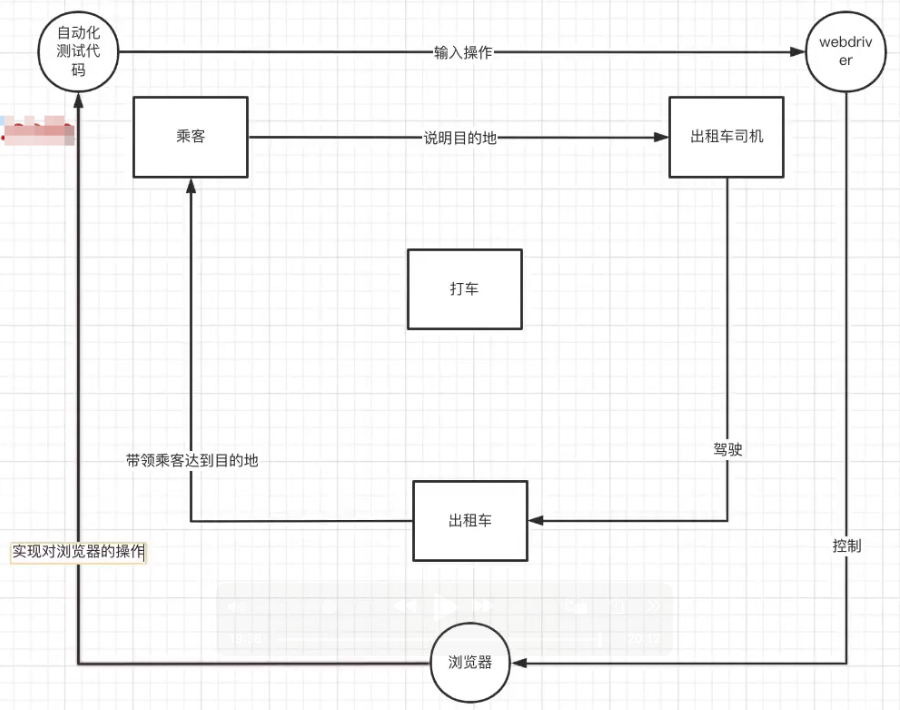 自动化
测试代
码
输入操作
webdriv
er
乘客
说明目的地
出租车司机
打车
驾驶
带领乘客达到目的地
出租车
实现对浏览器的操作
控制
浏览器